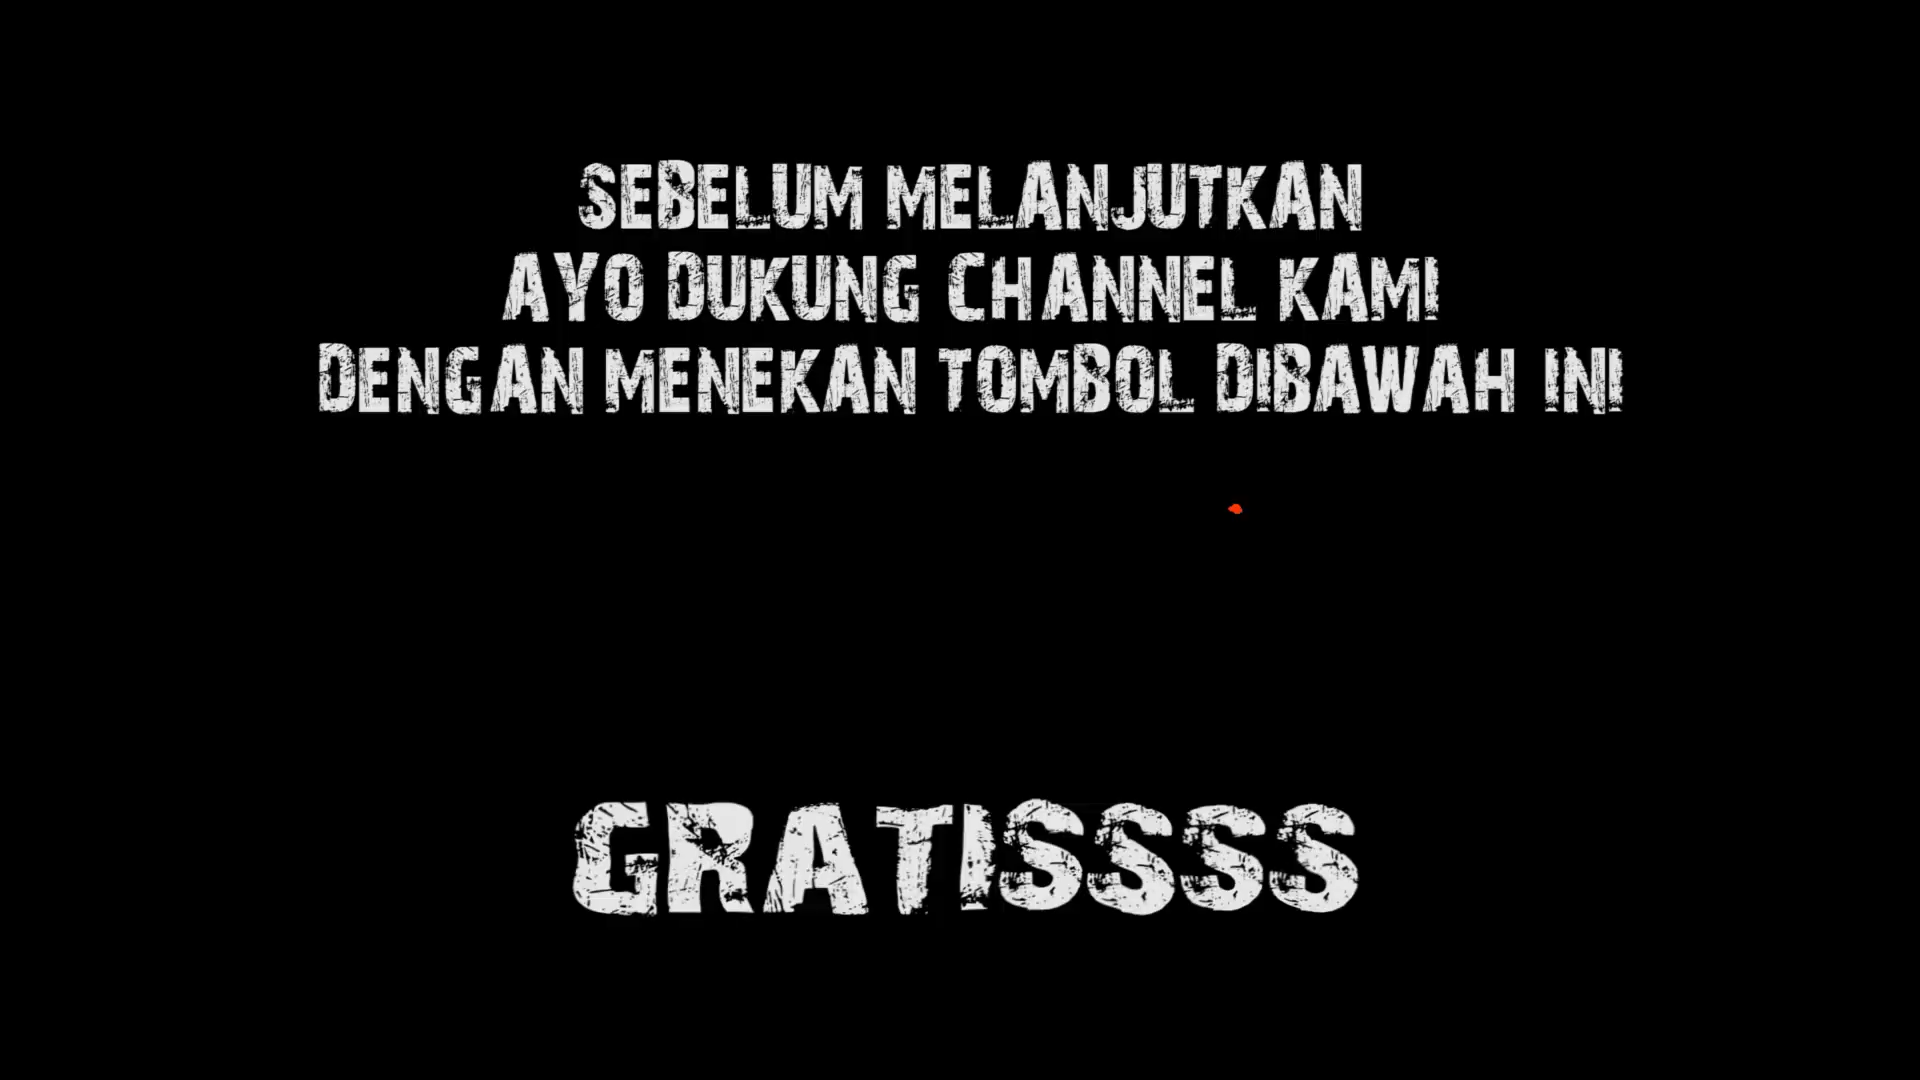 SEBELUM MELANJUTKAN
AYO DUKUNG CHANNEL KAMI
DENGAN MENEKAN TOMBOL DIBAWAH INI
GRATISSSS